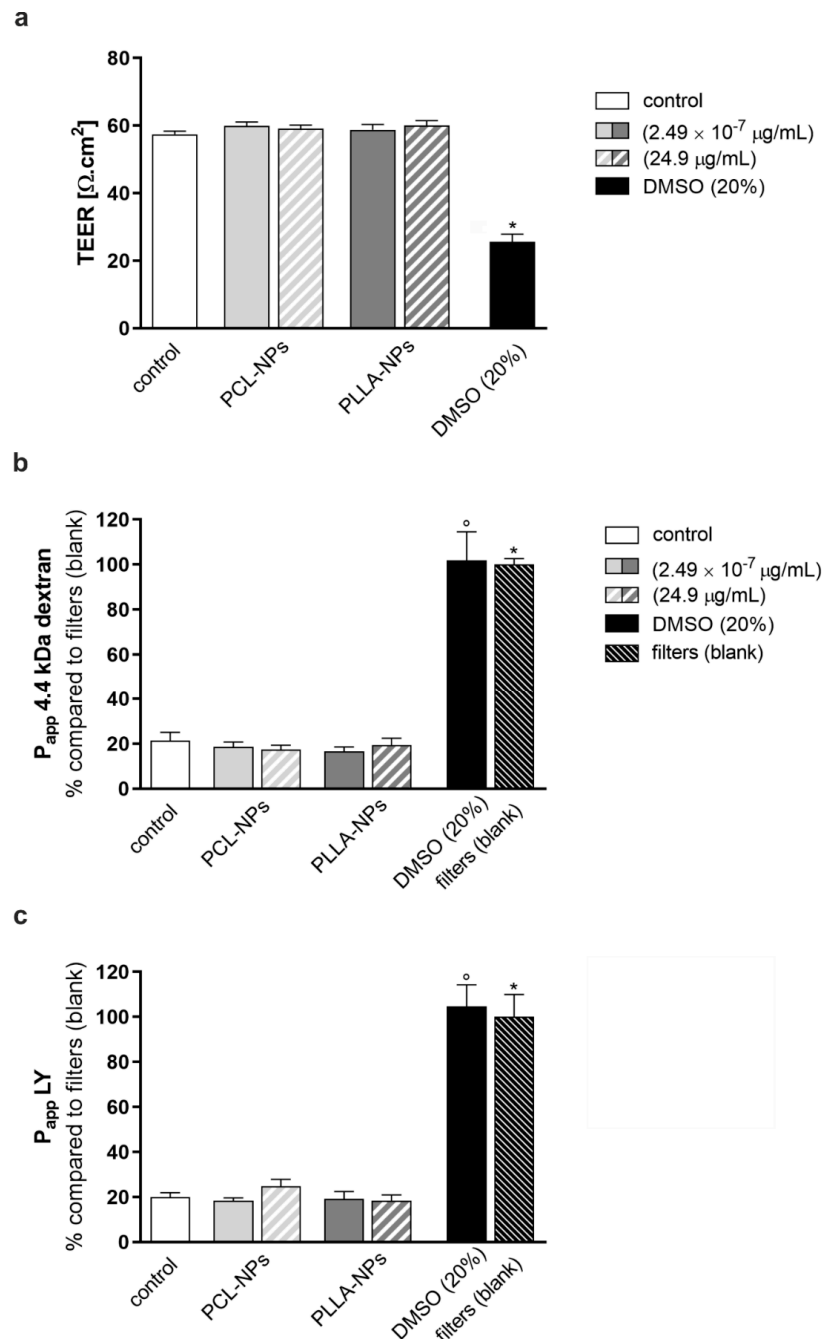 a
80
60
40
20
0
TEER [Ω.cm²]
*
control
PCL-NPs
PLLA-NPs
DMSO (20%)
control
(2.49 × 10⁻⁷ µg/mL)
(24.9 µg/mL)
DMSO (20%)
b
120
100
80
60
40
20
0
Papp 4.4 kDa dextran
% compared to filters (blank)
° *
control
PCL-NPs
PLLA-NPs
DMSO (20%)
filters (blank)
control
(2.49 × 10⁻⁷ µg/mL)
(24.9 µg/mL)
DMSO (20%)
filters (blank)
c
120
100
80
60
40
20
0
Papp LY
% compared to filters (blank)
° *
control
PCL-NPs
PLLA-NPs
DMSO (20%)
filters (blank)